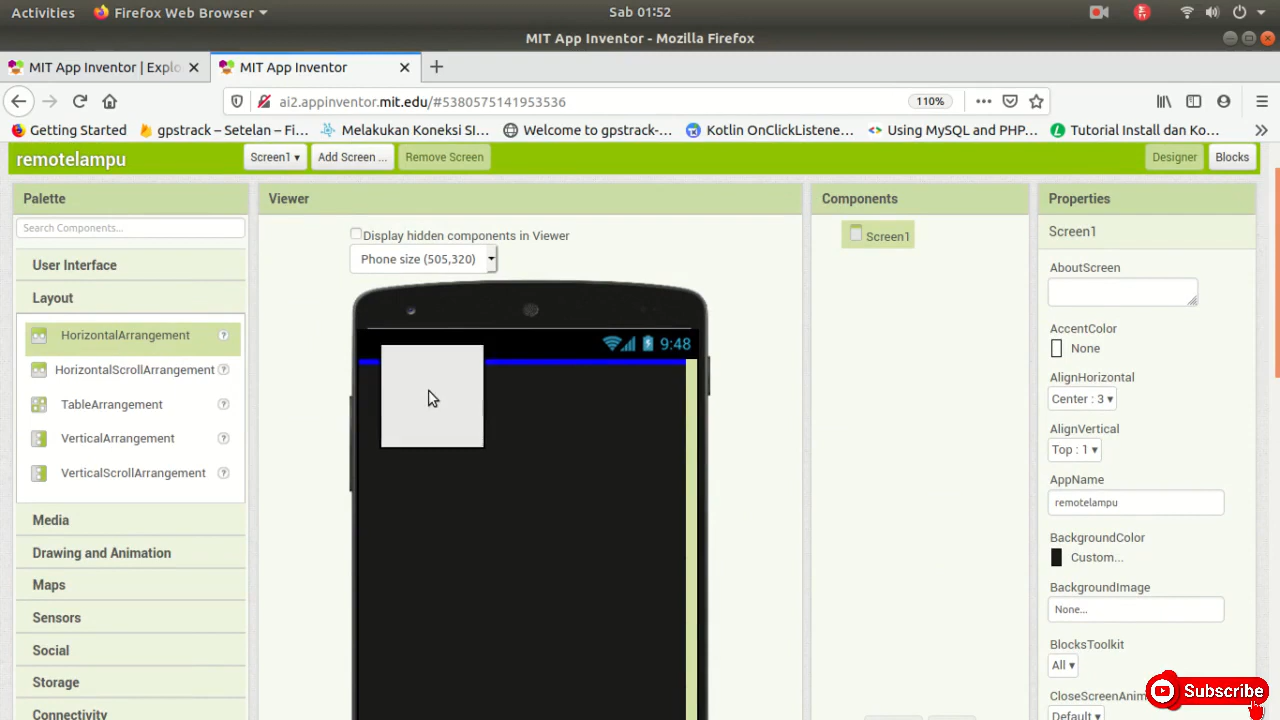 Activities
Firefox Web Browser
Sab 01:52
MIT App Inventor - Mozilla Firefox
MIT App Inventor | Explo
MIT App Inventor
ai2.appinventor.mit.edu/#5380575141953536
110%
Getting Started
gpstrack – Setelan – Fi...
Melakukan Koneksi SI...
Welcome to gpstrack-...
Kotlin OnClickListene...
Using MySQL and PHP...
Tutorial Install dan Ko...
remotelampu
Screen1
Add Screen ...
Remove Screen
Designer
Blocks
Palette
Search Components...
User Interface
Layout
HorizontalArrangement
HorizontalScrollArrangement
TableArrangement
VerticalArrangement
VerticalScrollArrangement
Media
Drawing and Animation
Maps
Sensors
Social
Storage
Connectivity
Viewer
Display hidden components in Viewer
Phone size (505,320)
9:48
Components
Screen1
Properties
Screen1
AboutScreen
AccentColor
None
AlignHorizontal
Center : 3
AlignVertical
Top : 1
AppName
remotelampu
BackgroundColor
Custom...
BackgroundImage
None...
BlocksToolkit
All
CloseScreenAnim
Default
Subscribe